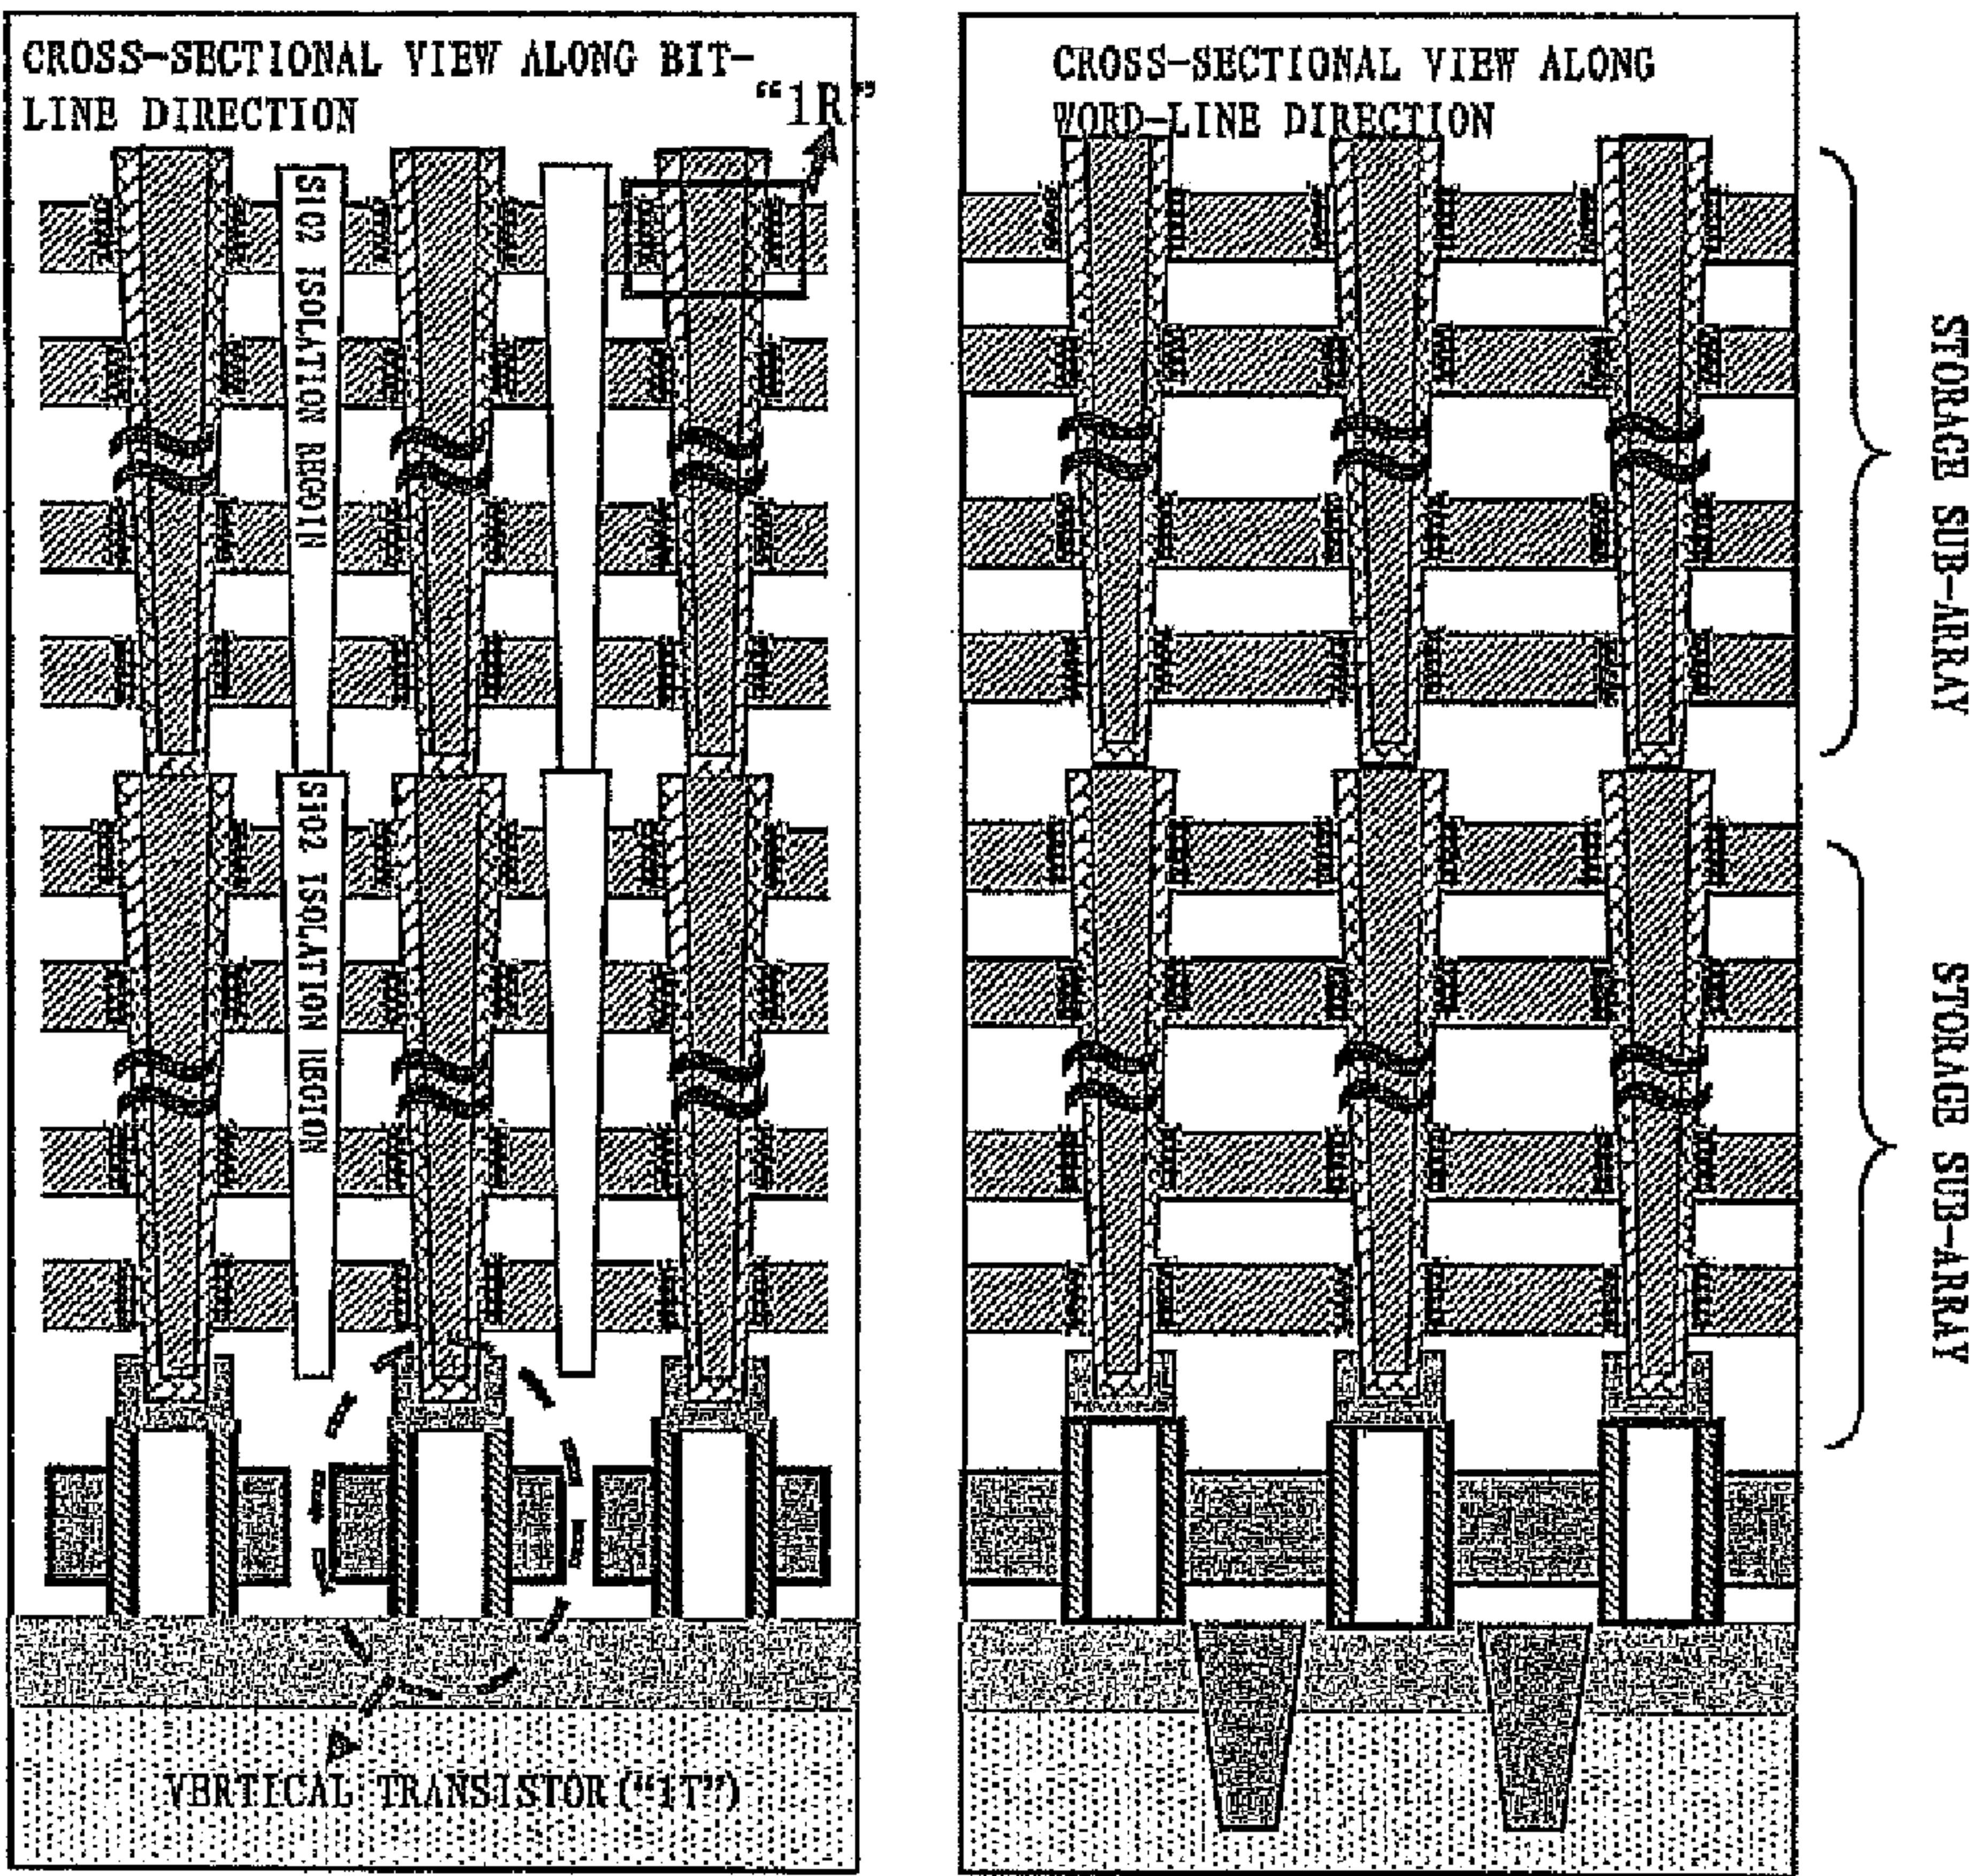 CROSS-SECTIONAL VIEW ALONG BIT-
LINE DIRECTION
“1R”
SiO2 ISOLATION REGOIN
SiO2 ISOLATION REGION
VERTICAL TRANSISTOR(“1T”)
CROSS-SECTIONAL VIEW ALONG
WORD-LINE DIRECTION
STORAGE SUB-ARRAY
STORAGE SUB-ARRAY